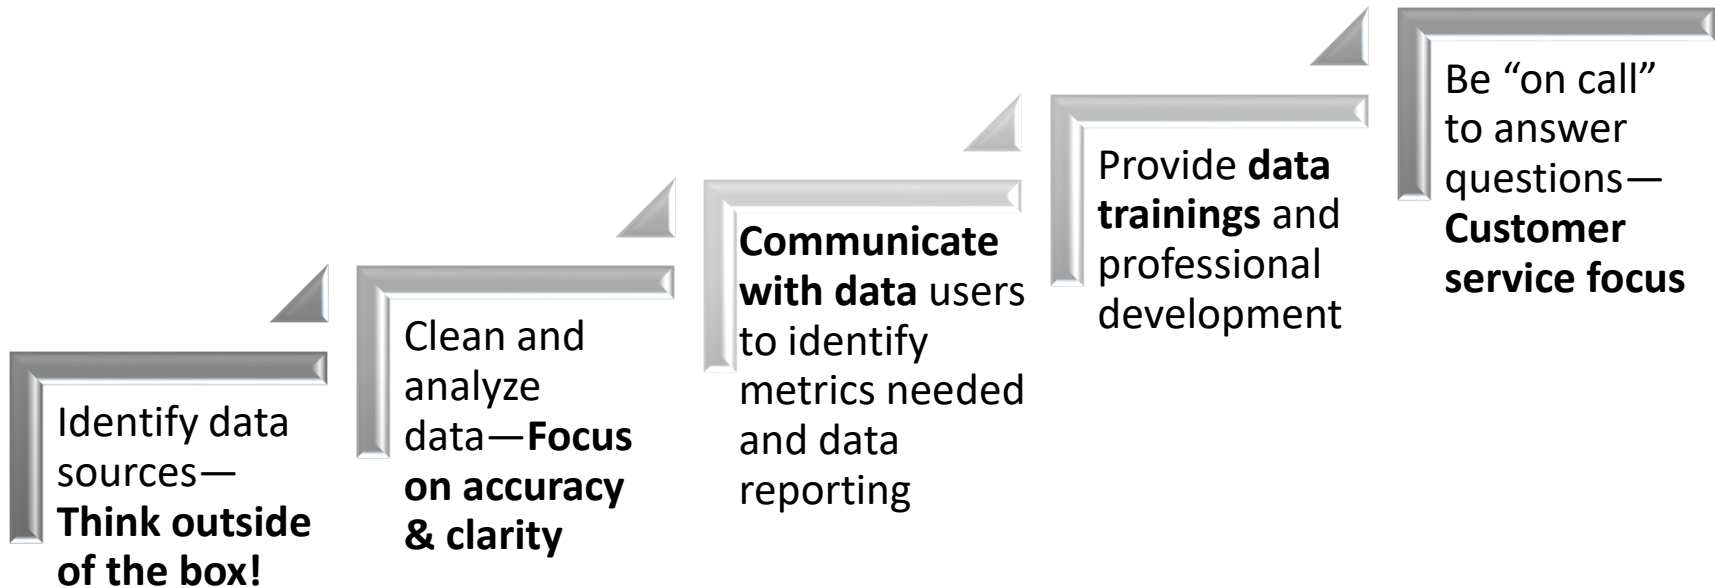 Identify data
sources—
Think outside
of the box!
Clean and
analyze
data—Focus
on accuracy
& clarity
Communicate
with data users
to identify
metrics needed
and data
reporting
Provide data
trainings and
professional
development
Be “on call”
to answer
questions—
Customer
service focus